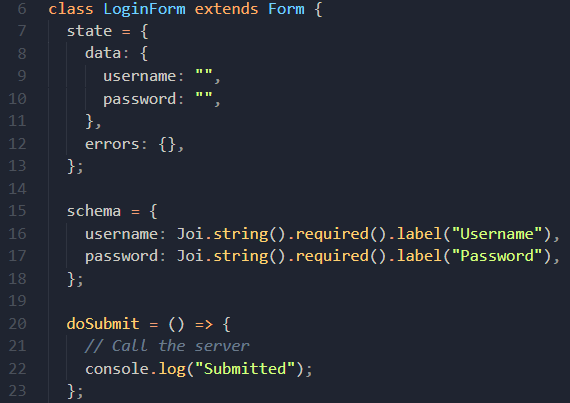 6 class LoginForm extends Form {
7   state = {
8     data: {
9       username: "",
10       password: "",
11     },
12     errors: {},
13   };
14
15   schema = {
16     username: Joi.string().required().label("Username"),
17     password: Joi.string().required().label("Password"),
18   };
19
20   doSubmit = () => {
21     // Call the server
22     console.log("Submitted");
23   };